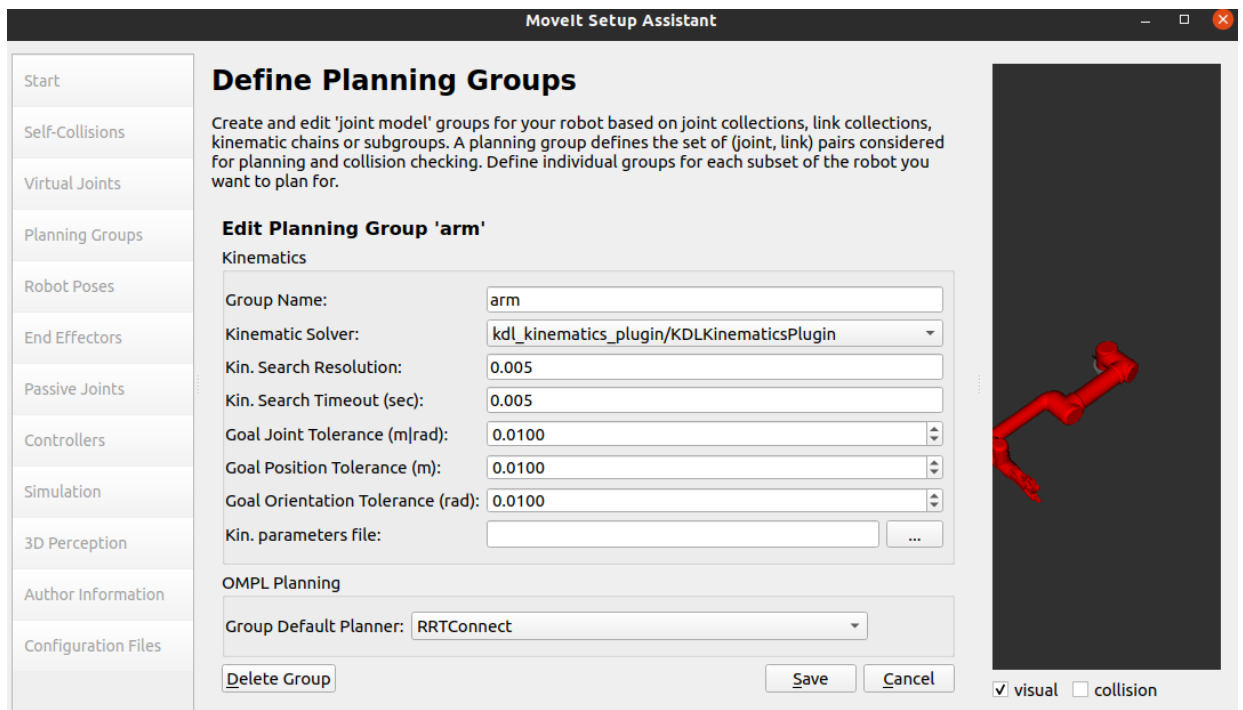 MoveIt Setup Assistant
Start
Self-Collisions
Virtual Joints
Planning Groups
Robot Poses
End Effectors
Passive Joints
Controllers
Simulation
3D Perception
Author Information
Configuration Files
Define Planning Groups
Create and edit 'joint model' groups for your robot based on joint collections, link collections,
kinematic chains or subgroups. A planning group defines the set of (joint, link) pairs considered
for planning and collision checking. Define individual groups for each subset of the robot you
want to plan for.
Edit Planning Group 'arm'
Kinematics
Group Name: arm
Kinematic Solver: kdl_kinematics_plugin/KDLKinematicsPlugin
Kin. Search Resolution: 0.005
Kin. Search Timeout (sec): 0.005
Goal Joint Tolerance (m|rad): 0.0100
Goal Position Tolerance (m): 0.0100
Goal Orientation Tolerance (rad): 0.0100
Kin. parameters file: ...
OMPL Planning
Group Default Planner: RRTConnect
Delete Group Save Cancel
visual collision